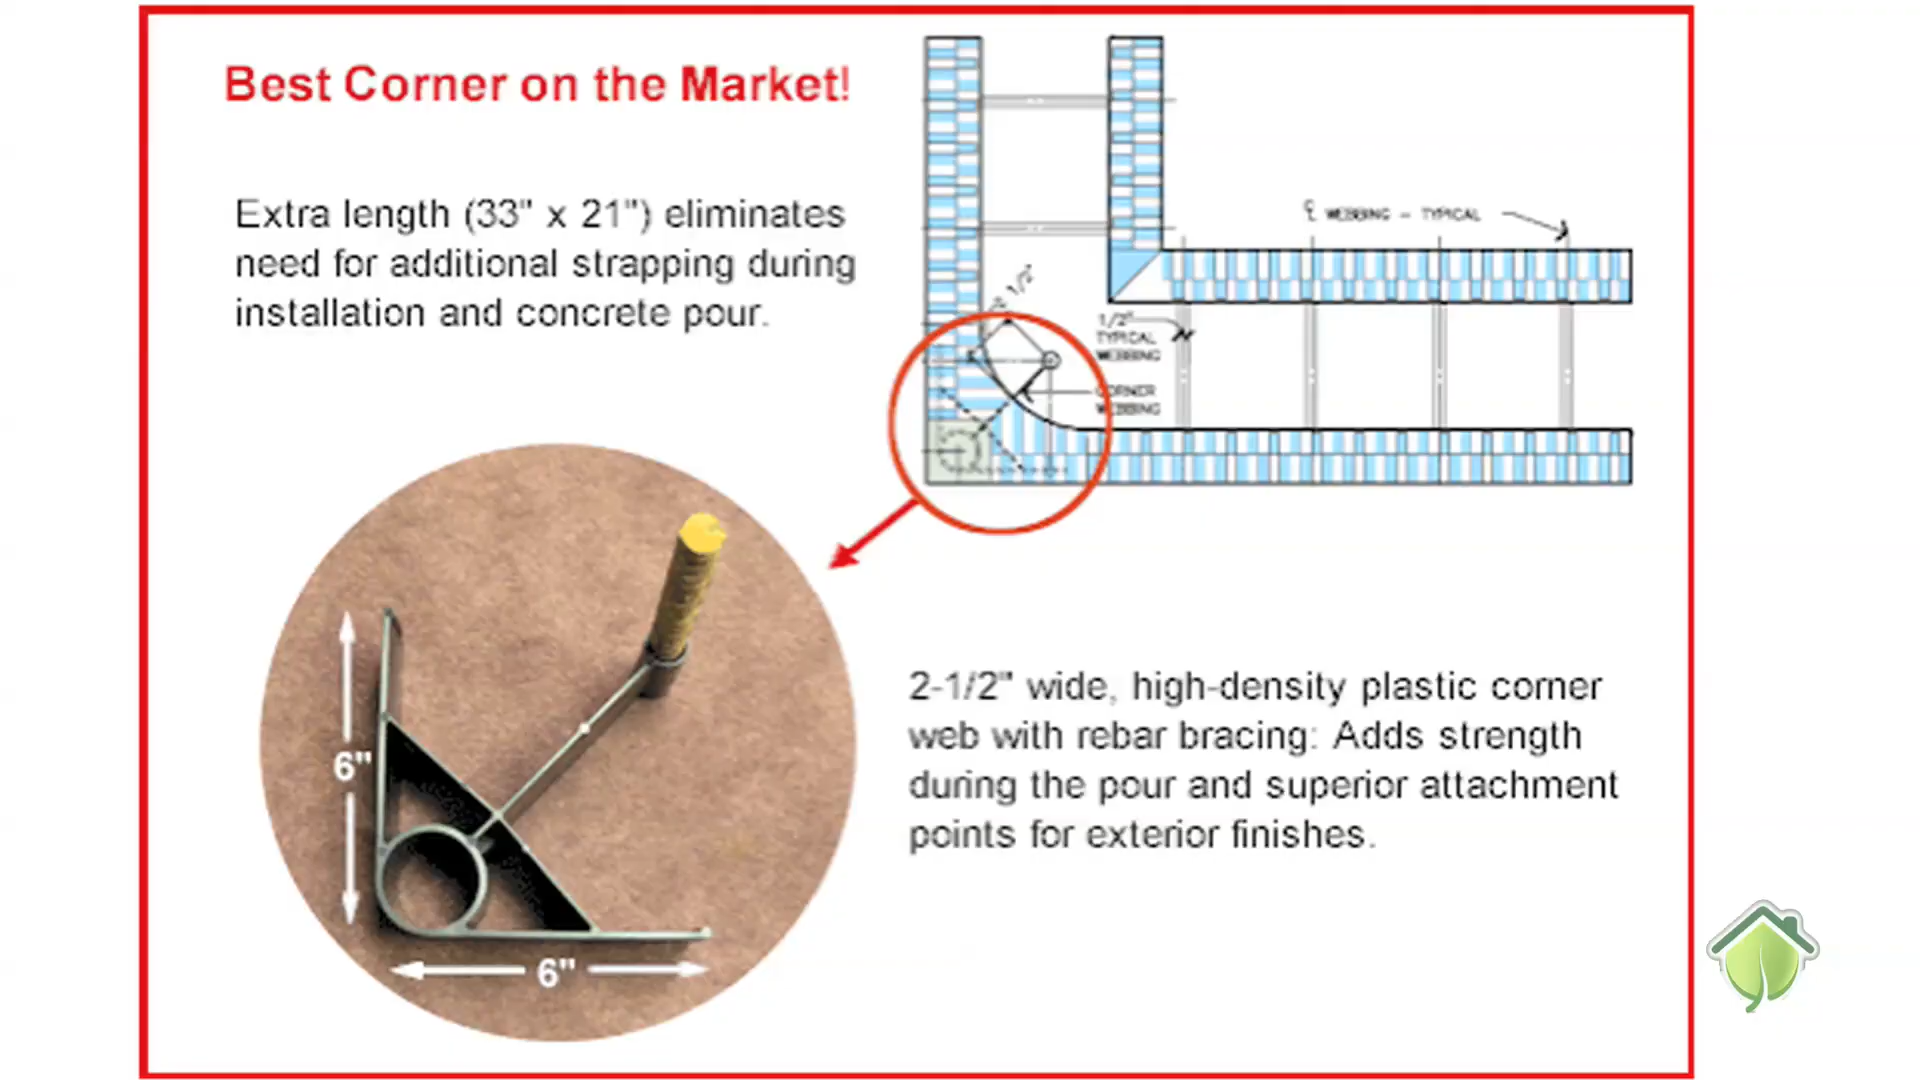 Best Corner on the Market!
Extra length (33" x 21") eliminates
need for additional strapping during
installation and concrete pour.
℄ WEBBING - TYPICAL
1/2"
TYPICAL
WEBBING
CORNER
WEBBING
6"
6"
2-1/2" wide, high-density plastic corner
web with rebar bracing: Adds strength
during the pour and superior attachment
points for exterior finishes.